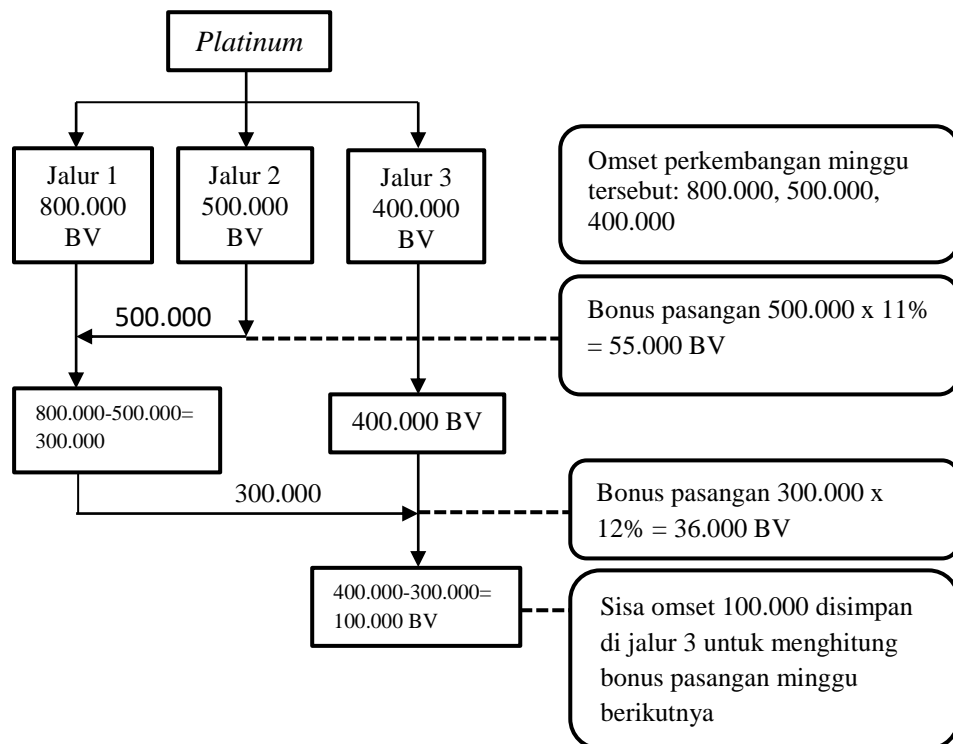 Platinum
Jalur 1
800.000
BV
Jalur 2
500.000
BV
Jalur 3
400.000
BV
Omset perkembangan minggu
tersebut: 800.000, 500.000,
400.000
500.000
Bonus pasangan 500.000 x 11%
= 55.000 BV
800.000-500.000=
300.000
400.000 BV
300.000
Bonus pasangan 300.000 x
12% = 36.000 BV
400.000-300.000=
100.000 BV
Sisa omset 100.000 disimpan
di jalur 3 untuk menghitung
bonus pasangan minggu
berikutnya